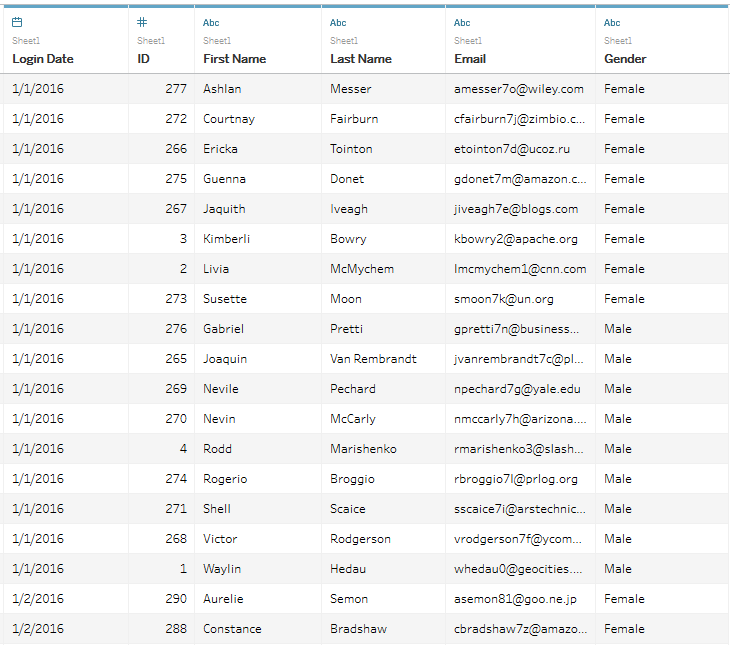 Abc Abc Abc Abc
Sheet1 Sheet1 Sheet1 Sheet1 Sheet1 Sheet1
Login Date ID First Name Last Name Email Gender
1/1/2016 277 Ashlan Messer amesser7o@wiley.com Female
1/1/2016 272 Courtnay Fairburn cfairburn7j@zimbio.c... Female
1/1/2016 266 Ericka Tointon etointon7d@ucoz.ru Female
1/1/2016 275 Guenna Donet gdonet7m@amazon.c... Female
1/1/2016 267 Jaquith Iveagh jiveagh7e@blogs.com Female
1/1/2016 3 Kimberli Bowry kbowry2@apache.org Female
1/1/2016 2 Livia McMychem lmcmychem1@cnn.com Female
1/1/2016 273 Susette Moon smoon7k@un.org Female
1/1/2016 276 Gabriel Pretti gpretti7n@business... Male
1/1/2016 265 Joaquin Van Rembrandt jvanrembrandt7c@pl... Male
1/1/2016 269 Nevile Pechard npechard7g@yale.edu Male
1/1/2016 270 Nevin McCarly nmccarly7h@arizona.... Male
1/1/2016 4 Rodd Marishenko rmarishenko3@slash... Male
1/1/2016 274 Rogerio Broggio rbroggio7l@prlog.org Male
1/1/2016 271 Shell Scaice sscaice7i@arstechnic... Male
1/1/2016 268 Victor Rodgerson vrodgerson7f@ycom... Male
1/1/2016 1 Waylin Hedau whedau0@geocities.... Male
1/2/2016 290 Aurelie Semon asemon81@goo.ne.jp Female
1/2/2016 288 Constance Bradshaw cbradshaw7z@amazo... Female